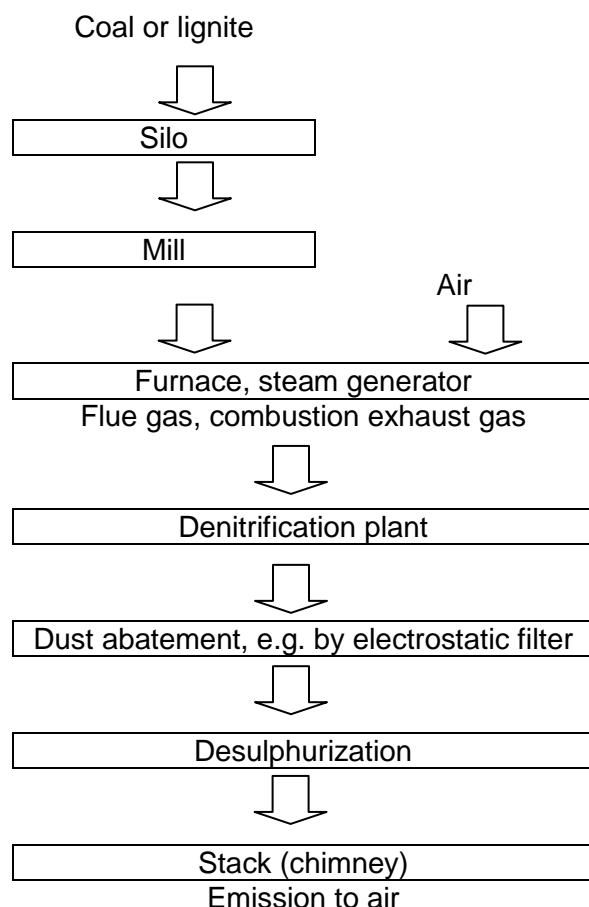 Coal or lignite
Silo
Mill
Air
Furnace, steam generator
Flue gas, combustion exhaust gas
Denitrification plant
Dust abatement, e.g. by electrostatic filter
Desulphurization
Stack (chimney)
Emission to air